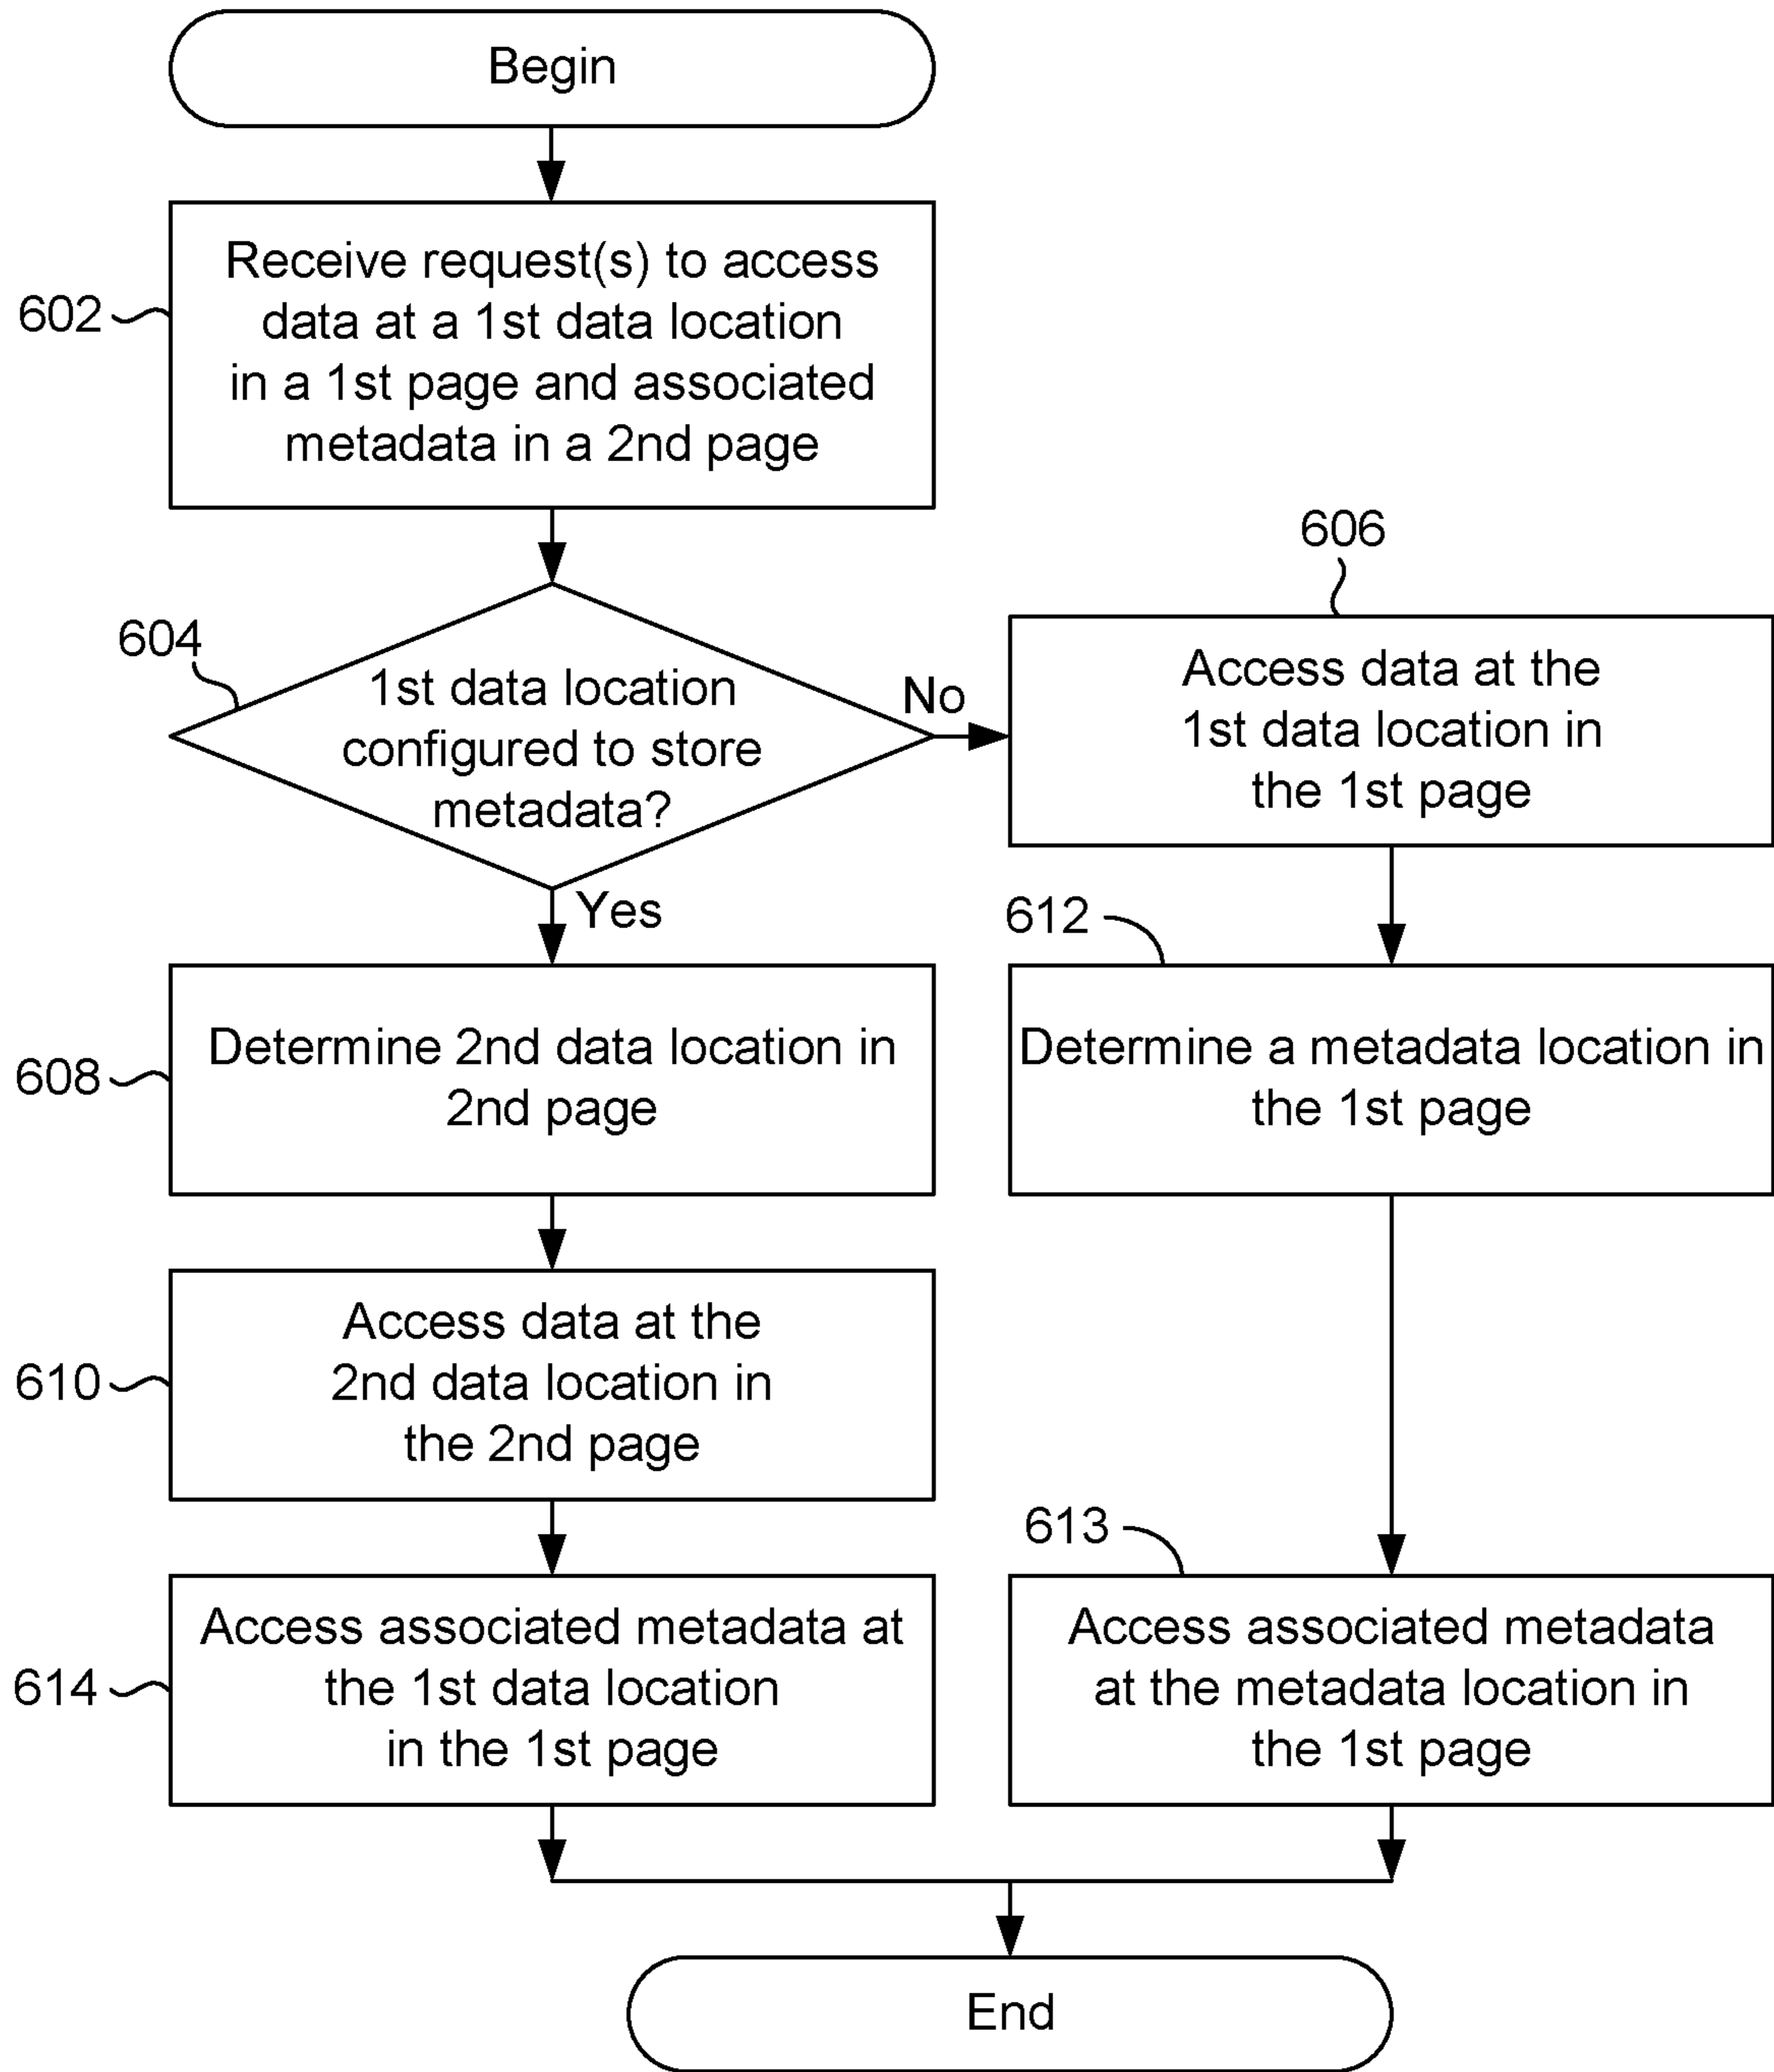 Begin
602
Receive request(s) to access
data at a 1st data location
in a 1st page and associated
metadata in a 2nd page
604
1st data location
configured to store
metadata?
No
Yes
606
Access data at the
1st data location in
the 1st page
608
Determine 2nd data location in
2nd page
612
Determine a metadata location in
the 1st page
610
Access data at the
2nd data location in
the 2nd page
614
Access associated metadata at
the 1st data location
in the 1st page
613
Access associated metadata
at the metadata location in
the 1st page
End